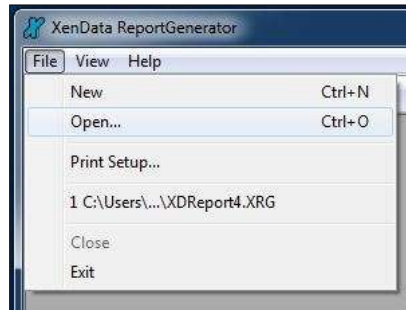 XenData ReportGenerator
File View Help
New Ctrl+N
Open... Ctrl+O
Print Setup...
1 C:\Users\...\XDReport4.XRG
Close
Exit